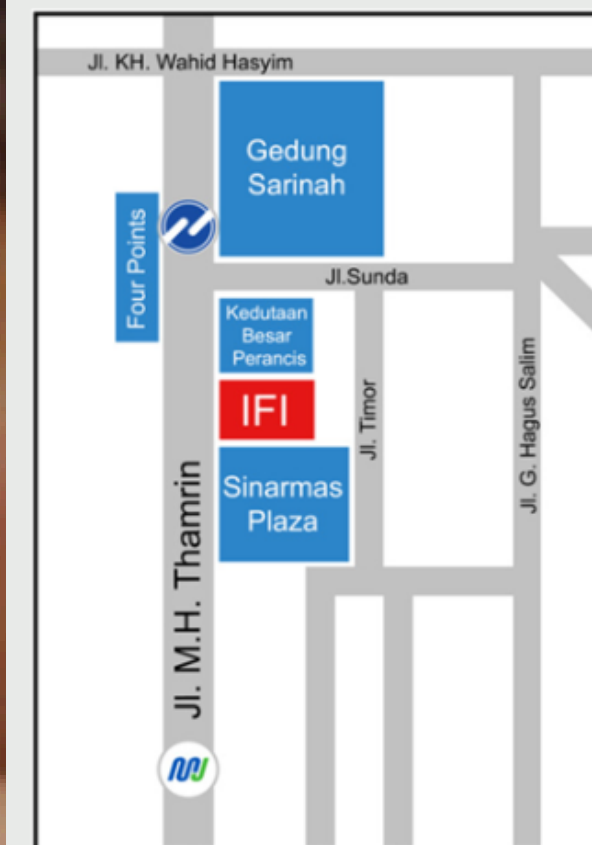 Jl. KH. Wahid Hasyim
Gedung
Sarinah
Four Points
Jl.Sunda
Kedutaan
Besar
Perancis
IFI
Jl. Timor
Jl. G. Hagus Salim
Sinarmas
Plaza
Jl. M.H. Thamrin